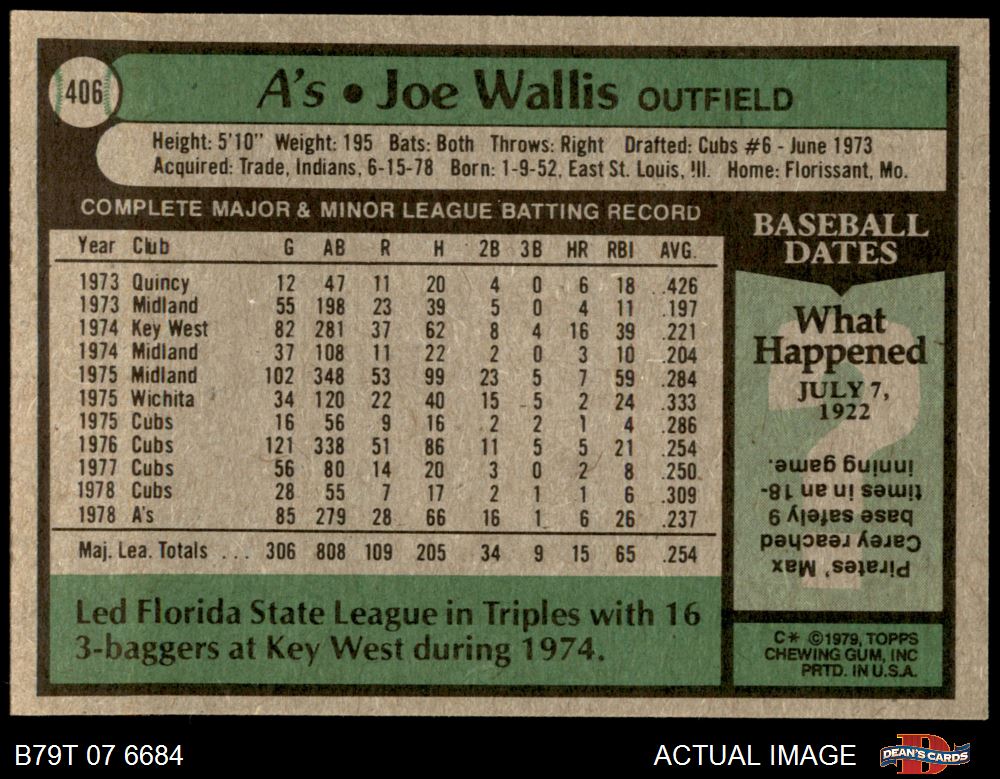 406
A's • Joe Wallis OUTFIELD
Height: 5'10" Weight: 195 Bats: Both Throws: Right Drafted: Cubs #6 - June 1973
Acquired: Trade, Indians, 6-15-78 Born: 1-9-52, East St. Louis, Ill. Home: Florissant, Mo.
COMPLETE MAJOR & MINOR LEAGUE BATTING RECORD
Year Club G AB R H 2B 3B HR RBI AVG.
1973 Quincy 12 47 11 20 4 0 6 18 .426
1973 Midland 55 198 23 39 5 0 4 11 .197
1974 Key West 82 281 37 62 8 4 16 39 .221
1974 Midland 37 108 11 22 2 0 3 10 .204
1975 Midland 102 348 53 99 23 5 7 59 .284
1975 Wichita 34 120 22 40 15 5 2 24 .333
1975 Cubs 16 56 9 16 2 2 1 4 .286
1976 Cubs 121 338 51 86 11 5 5 21 .254
1977 Cubs 56 80 14 20 3 0 2 8 .250
1978 Cubs 28 55 7 17 2 1 1 6 .309
1978 A's 85 279 28 66 16 1 6 26 .237
Maj. Lea. Totals ... 306 808 109 205 34 9 15 65 .254
Led Florida State League in Triples with 16
3-baggers at Key West during 1974.
BASEBALL
DATES
What
Happened
JULY 7,
1922
Pirates' Max
Carey reached
base safely 9
times in an 18-
inning game.
C* ©1979, TOPPS
CHEWING GUM, INC
PRTD. IN U.S.A.
B79T 07 6684
ACTUAL IMAGE
DEAN'S CARDS